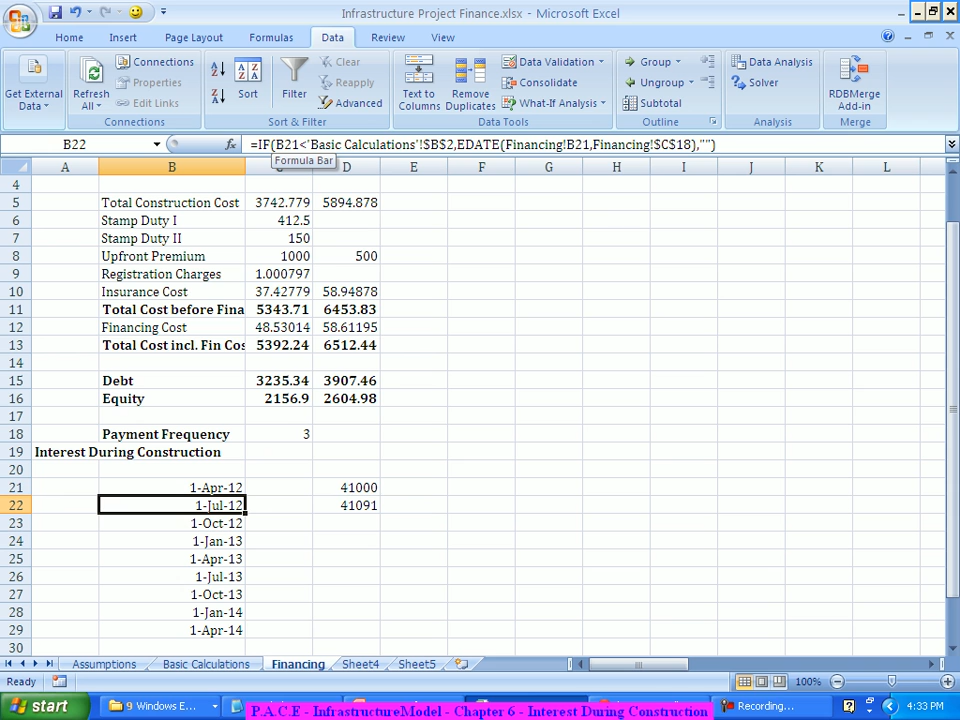 Infrastructure Project Finance.xlsx - Microsoft Excel
Home Insert Page Layout Formulas Data Review View
Get External Data
Refresh All
Connections
Properties
Edit Links
Connections
Sort
Sort & Filter
Filter
Clear
Reapply
Advanced
Text to Columns
Remove Duplicates
Data Validation
Consolidate
What-If Analysis
Data Tools
Group
Ungroup
Subtotal
Outline
Data Analysis
Solver
Analysis
RDBMerge Add-in
Merge
B22 fx =IF(B21<'Basic Calculations'!$B$2,EDATE(Financing!B21,Financing!$C$18),"")
Formula Bar
A B C D E F G H I J K L
4
5 Total Construction Cost 3742.779 5894.878
6 Stamp Duty I 412.5
7 Stamp Duty II 150
8 Upfront Premium 1000 500
9 Registration Charges 1.000797
10 Insurance Cost 37.42779 58.94878
11 Total Cost before Fina 5343.71 6453.83
12 Financing Cost 48.53014 58.61195
13 Total Cost incl. Fin Cos 5392.24 6512.44
14
15 Debt 3235.34 3907.46
16 Equity 2156.9 2604.98
17
18 Payment Frequency 3
19 Interest During Construction
20
21 1-Apr-12 41000
22 1-Jul-12 41091
23 1-Oct-12
24 1-Jan-13
25 1-Apr-13
26 1-Jul-13
27 1-Oct-13
28 1-Jan-14
29 1-Apr-14
30
Assumptions Basic Calculations Financing Sheet4 Sheet5
Ready 100%
start 9 Windows E... Recording... 4:33 PM
P.A.C.E - InfrastructureModel - Chapter 6 - Interest During Construction